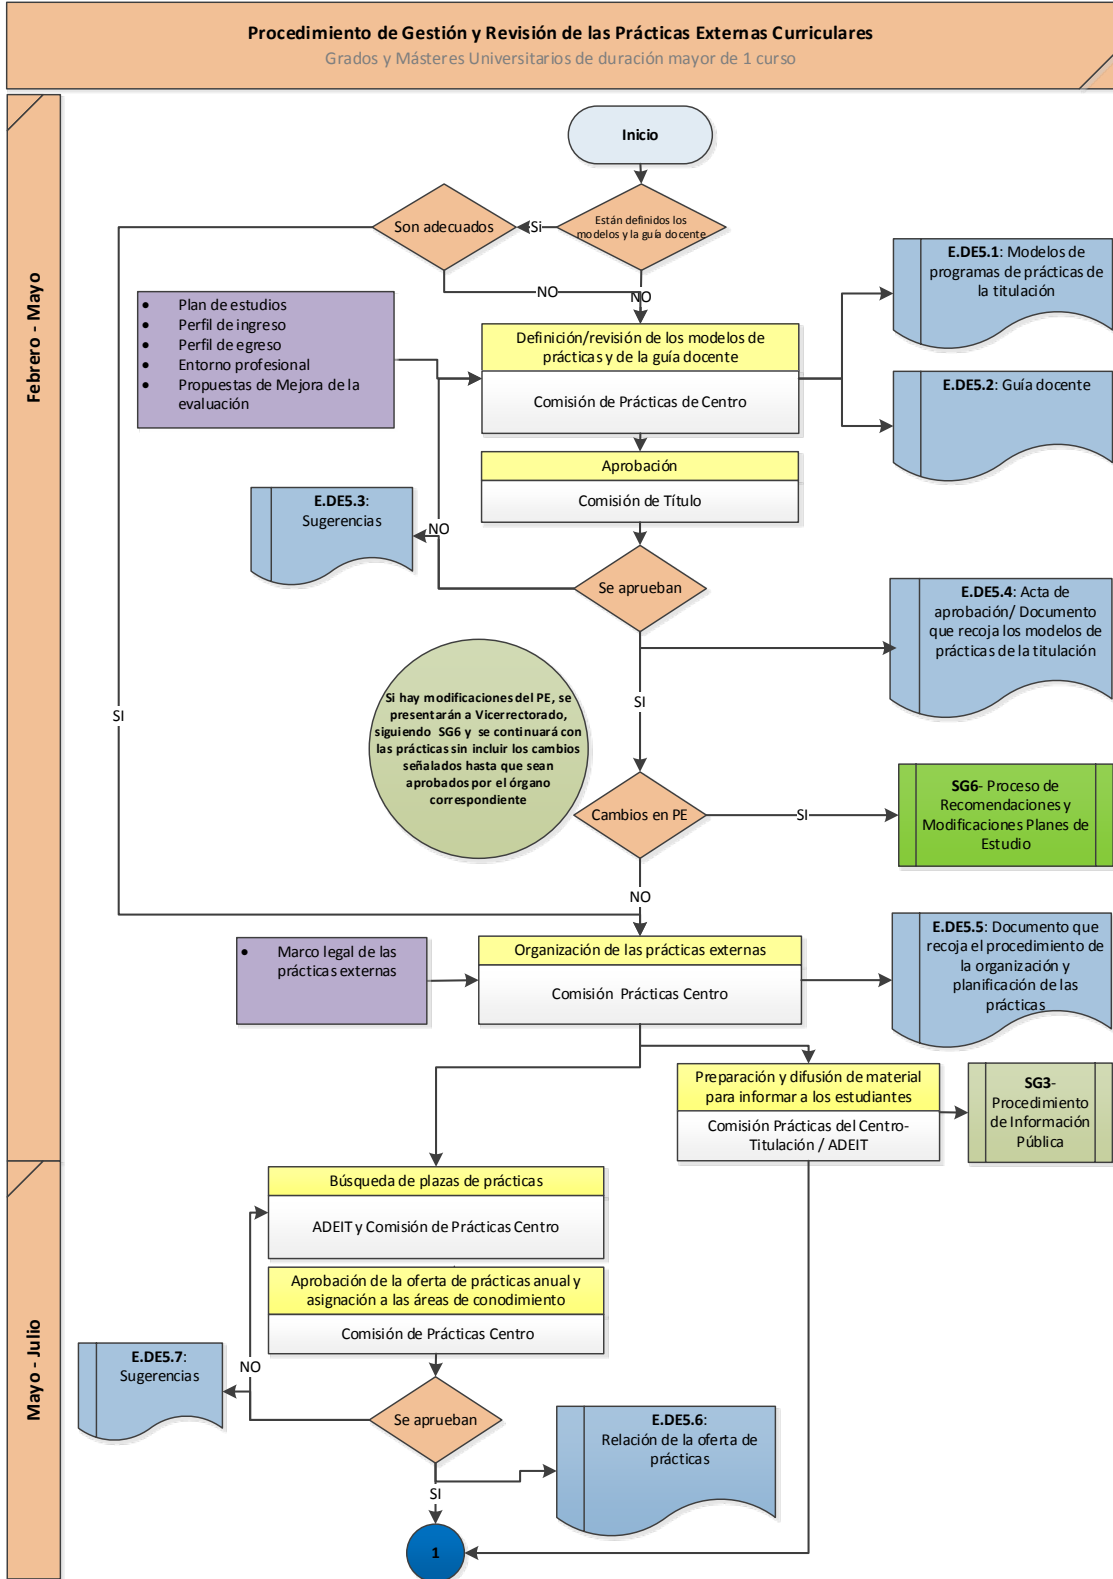 Procedimiento de Gestión y Revisión de las Prácticas Externas Curriculares
Grados y Másteres Universitarios de duración mayor de 1 curso
Febrero - Mayo
Inicio
Son adecuados
Si
Están definidos los
modelos y la guía docente
NO
NO
E.DE5.1: Modelos de
programas de prácticas de
la titulación
• Plan de estudios
• Perfil de ingreso
• Perfil de egreso
• Entorno profesional
• Propuestas de Mejora de la
evaluación
Definición/revisión de los modelos de
prácticas y de la guía docente
Comisión de Prácticas de Centro
E.DE5.2: Guía docente
Aprobación
Comisión de Título
E.DE5.3:
Sugerencias
NO
Se aprueban
E.DE5.4: Acta de
aprobación/ Documento
que recoja los modelos de
prácticas de la titulación
SI
SI
Si hay modificaciones del PE, se
presentarán a Vicerrectorado,
siguiendo SG6 y se continuará con
las prácticas sin incluir los cambios
señalados hasta que sean
aprobados por el órgano
correspondiente
Cambios en PE
SI
SG6- Proceso de
Recomendaciones y
Modificaciones Planes de
Estudio
NO
• Marco legal de las
prácticas externas
Organización de las prácticas externas
Comisión Prácticas Centro
E.DE5.5: Documento que
recoja el procedimiento de
la organización y
planificación de las
prácticas
Preparación y difusión de material
para informar a los estudiantes
Comisión Prácticas del Centro-
Titulación / ADEIT
SG3-
Procedimiento
de Información
Pública
Mayo - Julio
Búsqueda de plazas de prácticas
ADEIT y Comisión de Prácticas Centro
Aprobación de la oferta de prácticas anual y
asignación a las áreas de conodimiento
Comisión de Prácticas Centro
E.DE5.7:
Sugerencias
NO
Se aprueban
E.DE5.6:
Relación de la oferta de
prácticas
SI
1